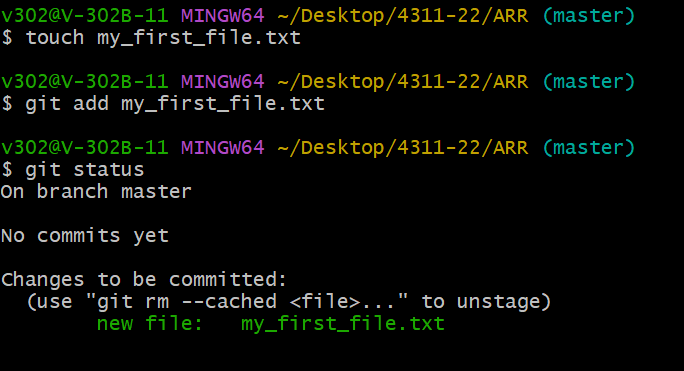 v302@V-302B-11 MINGW64 ~/Desktop/4311-22/ARR (master)
$ touch my_first_file.txt
v302@V-302B-11 MINGW64 ~/Desktop/4311-22/ARR (master)
$ git add my_first_file.txt
v302@V-302B-11 MINGW64 ~/Desktop/4311-22/ARR (master)
$ git status
On branch master
No commits yet
Changes to be committed:
  (use "git rm --cached <file>..." to unstage)
        new file:   my_first_file.txt